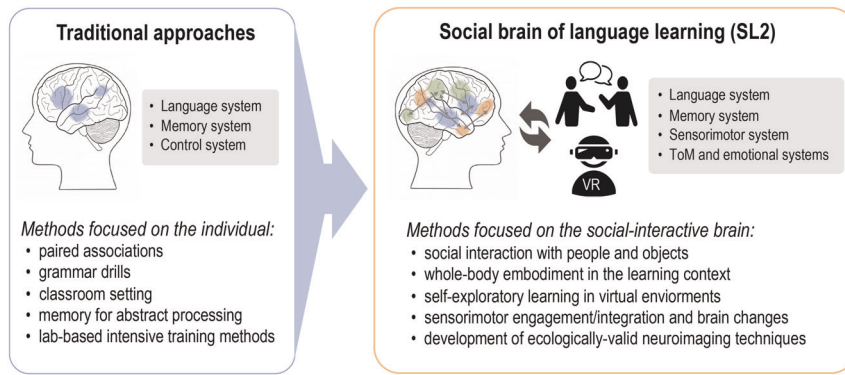 Traditional approaches
• Language system
• Memory system
• Control system
Methods focused on the individual:
• paired associations
• grammar drills
• classroom setting
• memory for abstract processing
• lab-based intensive training methods
Social brain of language learning (SL2)
VR
• Language system
• Memory system
• Sensorimotor system
• ToM and emotional systems
Methods focused on the social-interactive brain:
• social interaction with people and objects
• whole-body embodiment in the learning context
• self-exploratory learning in virtual enviorments
• sensorimotor engagement/integration and brain changes
• development of ecologically-valid neuroimaging techniques